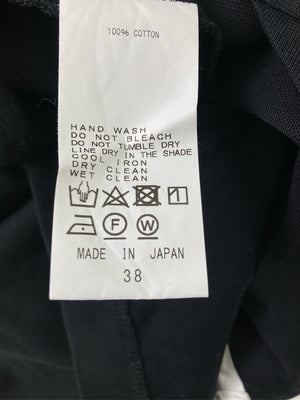 100% COTTON
HAND WASH
DO NOT BLEACH
DO NOT TUMBLE DRY
LINE DRY IN THE SHADE
COOL IRON
DRY CLEAN
WET CLEAN
F W
MADE IN JAPAN
38